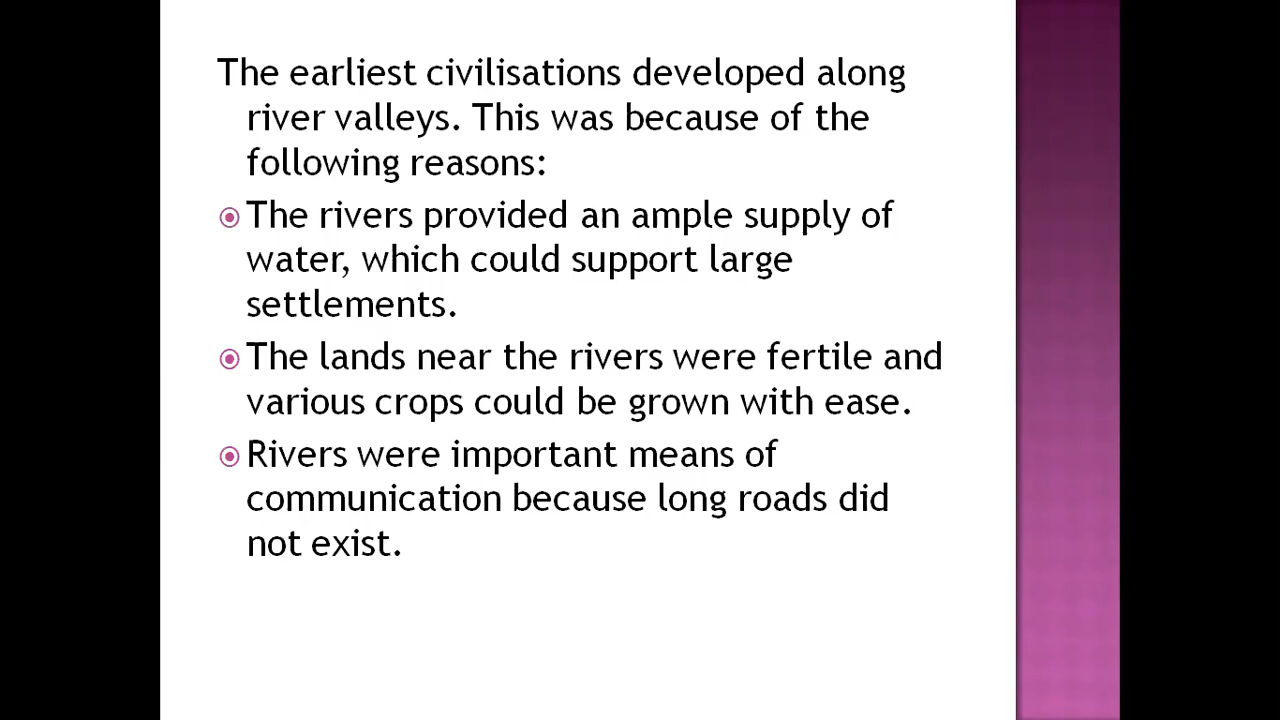 The earliest civilisations developed along
river valleys. This was because of the
following reasons:
The rivers provided an ample supply of
water, which could support large
settlements.
The lands near the rivers were fertile and
various crops could be grown with ease.
Rivers were important means of
communication because long roads did
not exist.